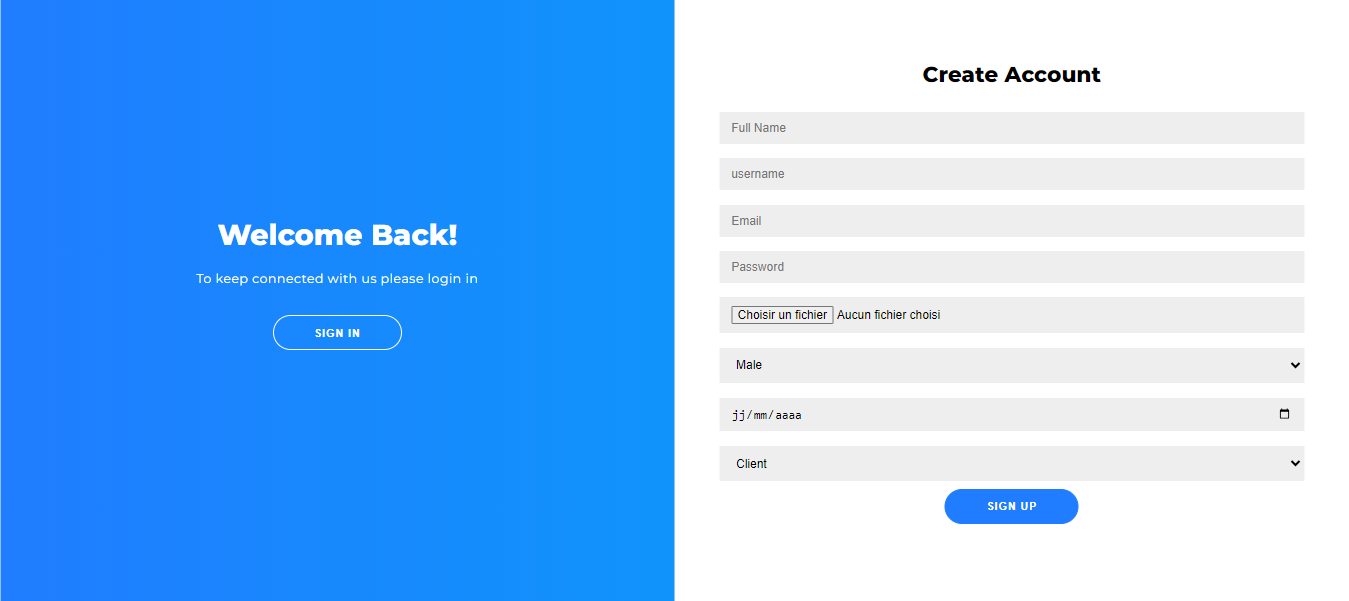 Welcome Back!
To keep connected with us please login in
SIGN IN
Create Account
Full Name
username
Email
Password
Choisir un fichier Aucun fichier choisi
Male
jj/mm/aaaa
Client
SIGN UP